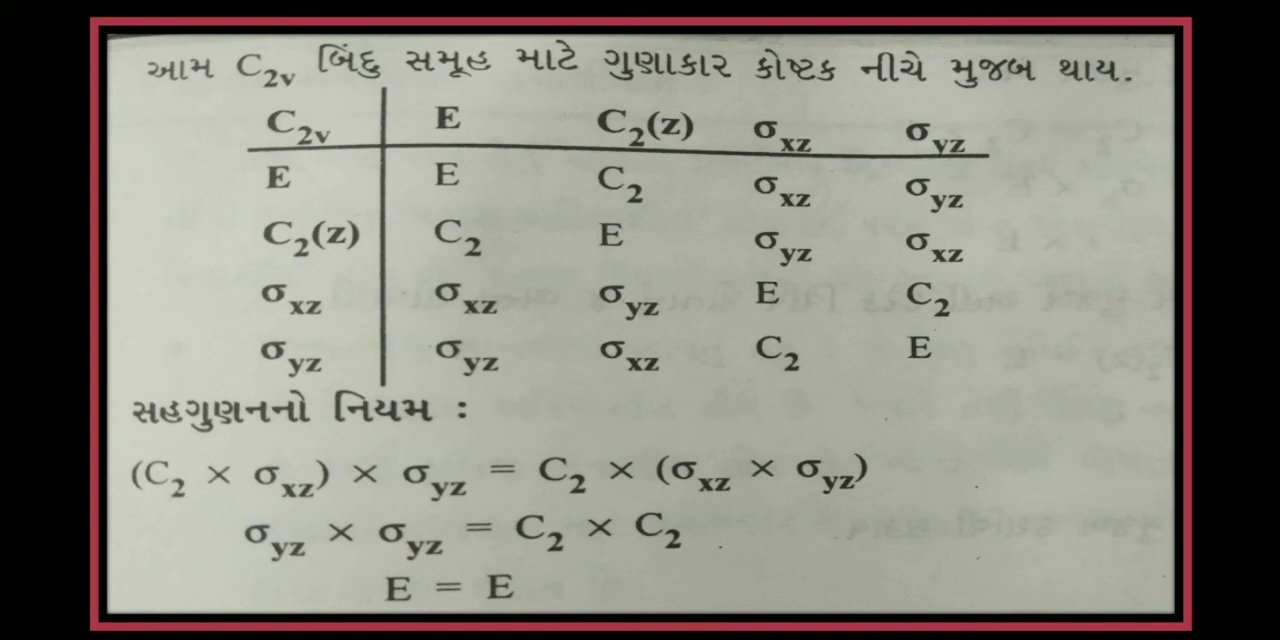 આમ C₂ᵥ બિંદુ સમૂહ માટે ગુણાકાર કોષ્ટક નીચે મુજબ થાય.
C₂ᵥ E C₂(z) σxz σyz
E E C₂ σxz σyz
C₂(z) C₂ E σyz σxz
σxz σxz σyz E C₂
σyz σyz σxz C₂ E
સહગુણનનો નિયમ :
(C₂ × σxz) × σyz = C₂ × (σxz × σyz)
σyz × σyz = C₂ × C₂
E = E